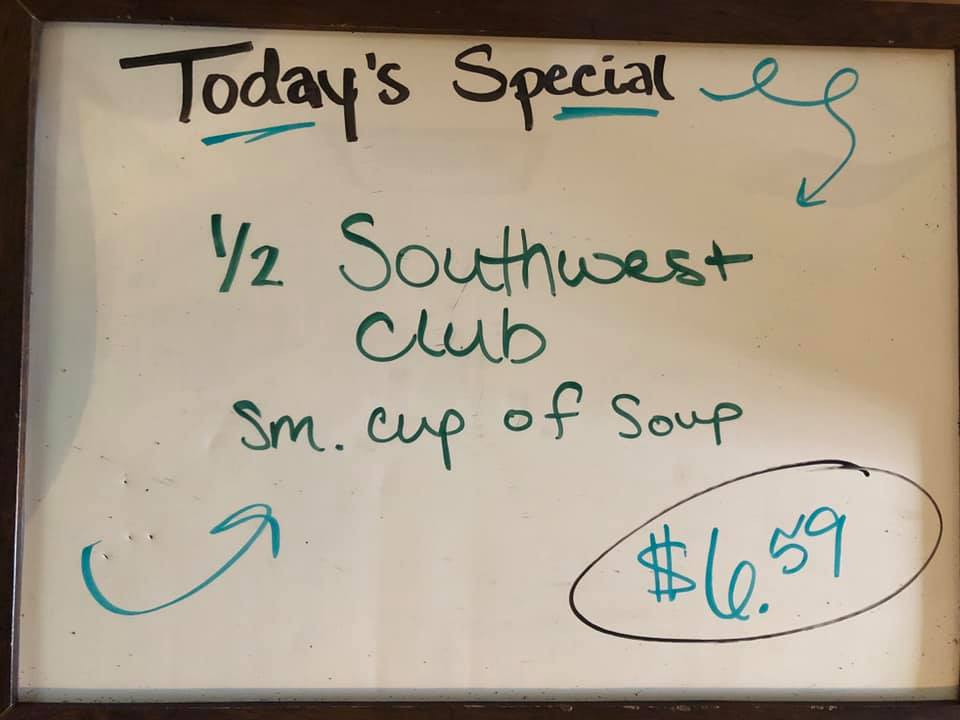 Today's Special
1/2 Southwest
Club
Sm. cup of Soup
$6.59